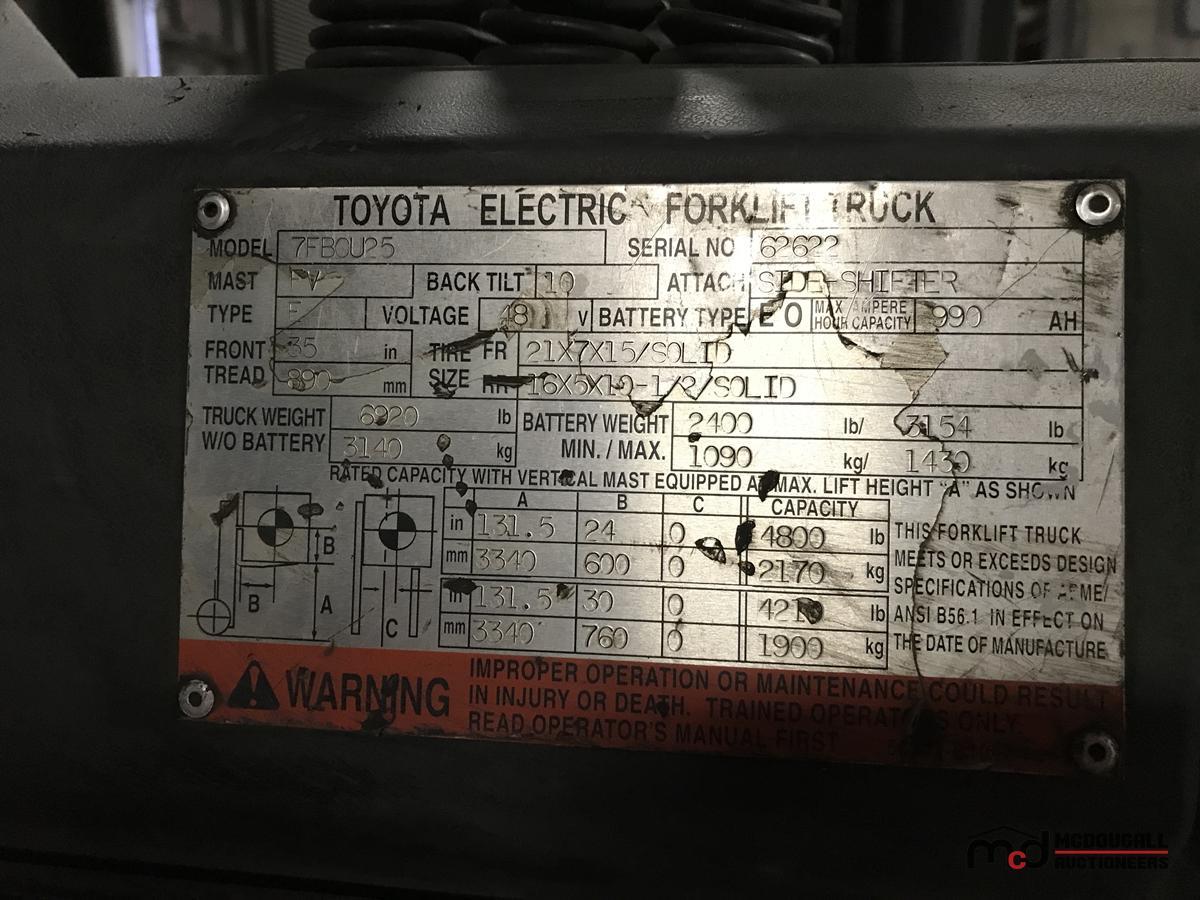 TOYOTA ELECTRIC FORKLIFT TRUCK
MODEL 7FBCU25 SERIAL NO 62622
MAST FV BACK TILT 10 ATTACH SIDE-SHIFTER
TYPE E VOLTAGE 48 V BATTERY TYPE EO MAX AMPERE HOUR CAPACITY 990 AH
FRONT TREAD 35 in TIRE SIZE FR 21X7X15/SOLID
890 mm RR 16X5X10-1/2/SOLID
TRUCK WEIGHT W/O BATTERY 6920 lb BATTERY WEIGHT MIN. / MAX. 2400 lb/ 3154 lb
3140 kg 1090 kg/ 1430 kg
RATED CAPACITY WITH VERTICAL MAST EQUIPPED AT MAX. LIFT HEIGHT "A" AS SHOWN
A B C CAPACITY
in 131.5 24 0 4800 lb
mm 3340 600 0 2170 kg
in 131.5 30 0 lb
mm 3340 760 0 1900 kg
B
B A
C
THIS FORKLIFT TRUCK
MEETS OR EXCEEDS DESIGN
SPECIFICATIONS OF
ANSI B56.1 IN EFFECT ON
THE DATE OF MANUFACTURE
WARNING
IMPROPER OPERATION OR MAINTENANCE COULD RESULT
IN INJURY OR DEATH. TRAINED OPERATORS ONLY.
READ OPERATOR'S MANUAL FIRST
mcd MCDOUGALL
AUCTIONEERS